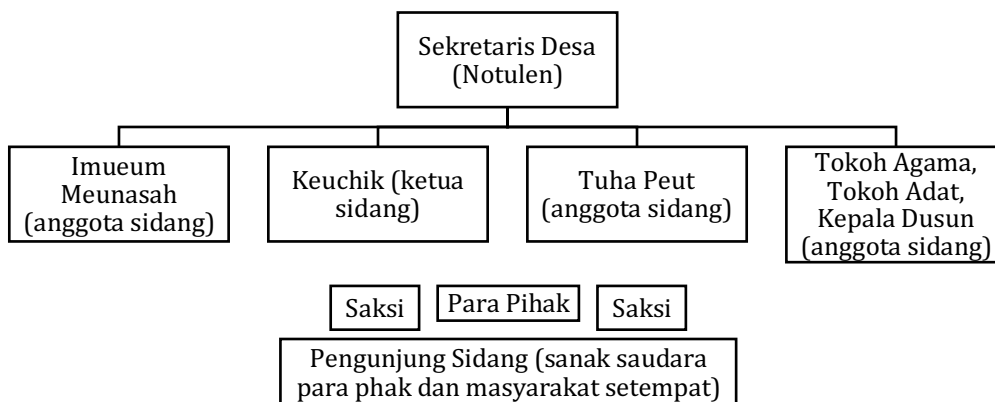 Sekretaris Desa
(Notulen)
Imueum
Meunasah
(anggota sidang)
Keuchik (ketua
sidang)
Tuha Peut
(anggota sidang)
Tokoh Agama,
Tokoh Adat,
Kepala Dusun
(anggota sidang)
Saksi
Para Pihak
Saksi
Pengunjung Sidang (sanak saudara
para phak dan masyarakat setempat)